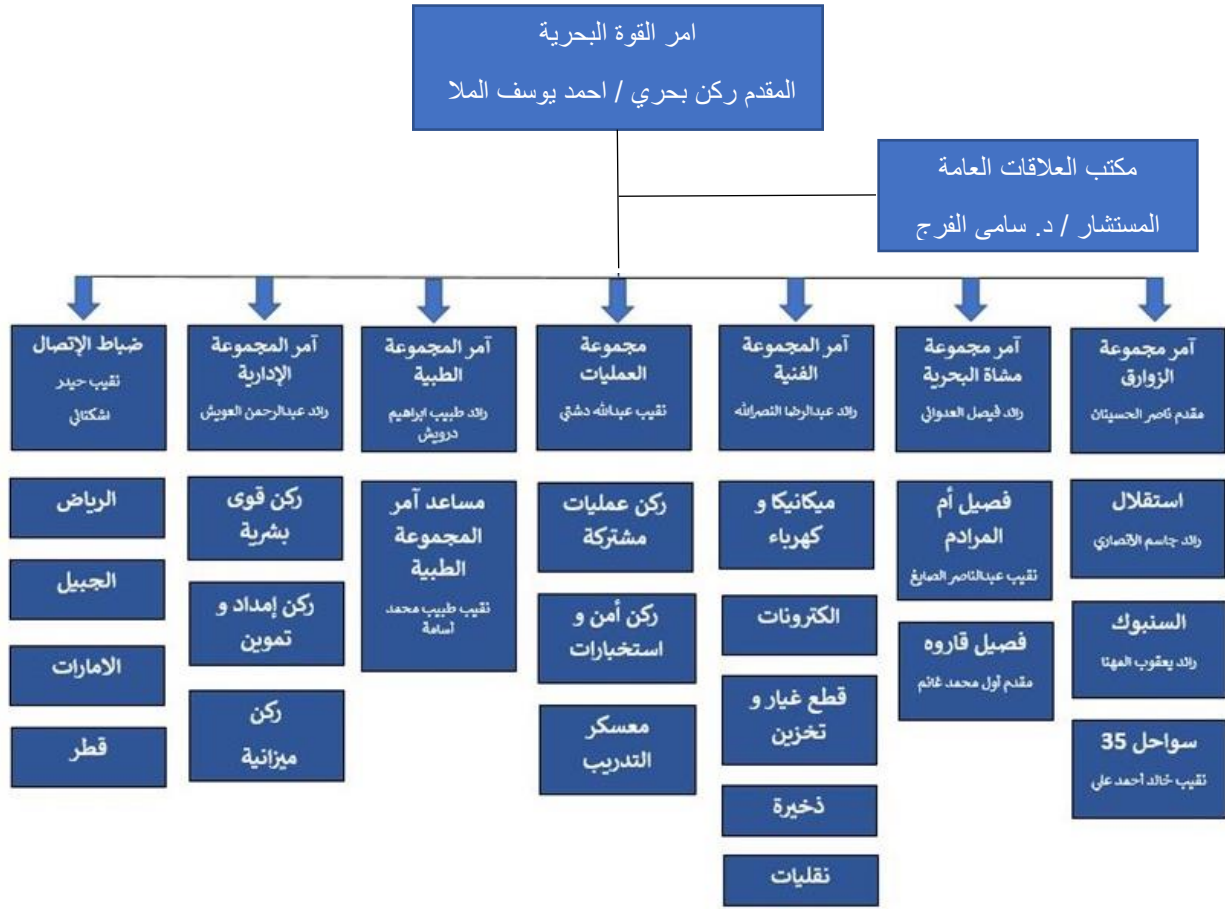 امر القوة البحرية
المقدم ركن بحري / احمد يوسف الملا
مكتب العلاقات العامة
المستشار / د. سامى الفرج
آمر مجموعة
الزوارق
مقدم ناصر الحسينان
استقلال
رائد جاسم الانصاري
السنبوك
رائد يعقوب المهنا
سواحل 35
نقيب خالد أحمد علي
آمر مجموعة
مشاة البحرية
رائد فيصل العدواني
فصيل أم
المرادم
نقيب عبدالناصر الصايغ
فصيل قاروه
مقدم أول محمد غانم
آمر المجموعة
الفنية
رائد عبدالرضا النصرالله
ميكانيكا و
كهرباء
الكترونات
قطع غيار و
تخزين
ذخيرة
نقليات
مجموعة
العمليات
نقيب عبدالله دشتي
ركن عمليات
مشتركة
ركن أمن و
استخبارات
معسكر
التدريب
آمر المجموعة
الطبية
رائد طبيب ابراهيم
درويش
مساعد آمر
المجموعة
الطبية
نقيب طبيب محمد
أسامة
آمر المجموعة
الإدارية
رائد عبدالرحمن العويش
ركن قوى
بشرية
ركن إمداد و
تموين
ركن
ميزانية
ضباط الإتصال
نقيب حيدر
اشكناني
الرياض
الجبيل
الامارات
قطر